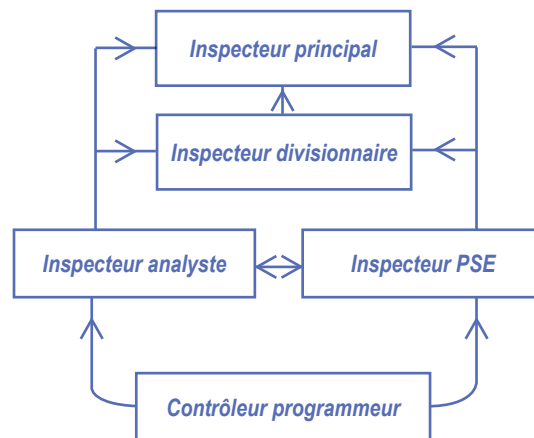 Inspecteur principal
Inspecteur divisionnaire
Inspecteur analyste
Inspecteur PSE
Contrôleur programmeur